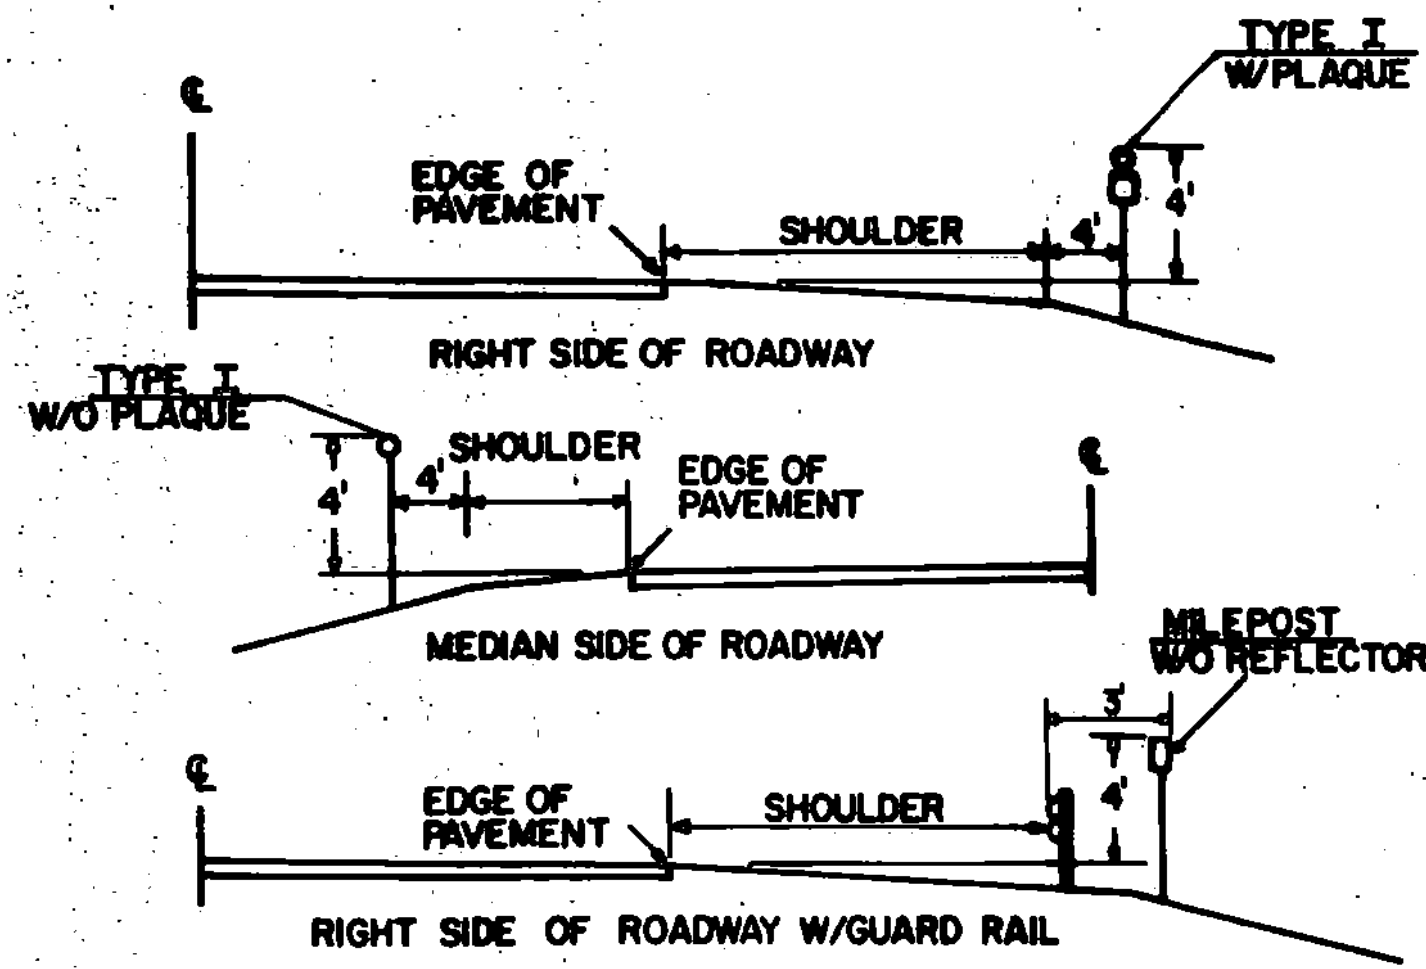 TYPE I
W/PLAQUE
℄
EDGE OF
PAVEMENT
SHOULDER
4'
4'
RIGHT SIDE OF ROADWAY
TYPE I
W/O PLAQUE
SHOULDER
4'
4'
EDGE OF
PAVEMENT
℄
MEDIAN SIDE OF ROADWAY
MILEPOST
W/O REFLECTOR
3'
4'
℄
EDGE OF
PAVEMENT
SHOULDER
RIGHT SIDE OF ROADWAY W/GUARD RAIL